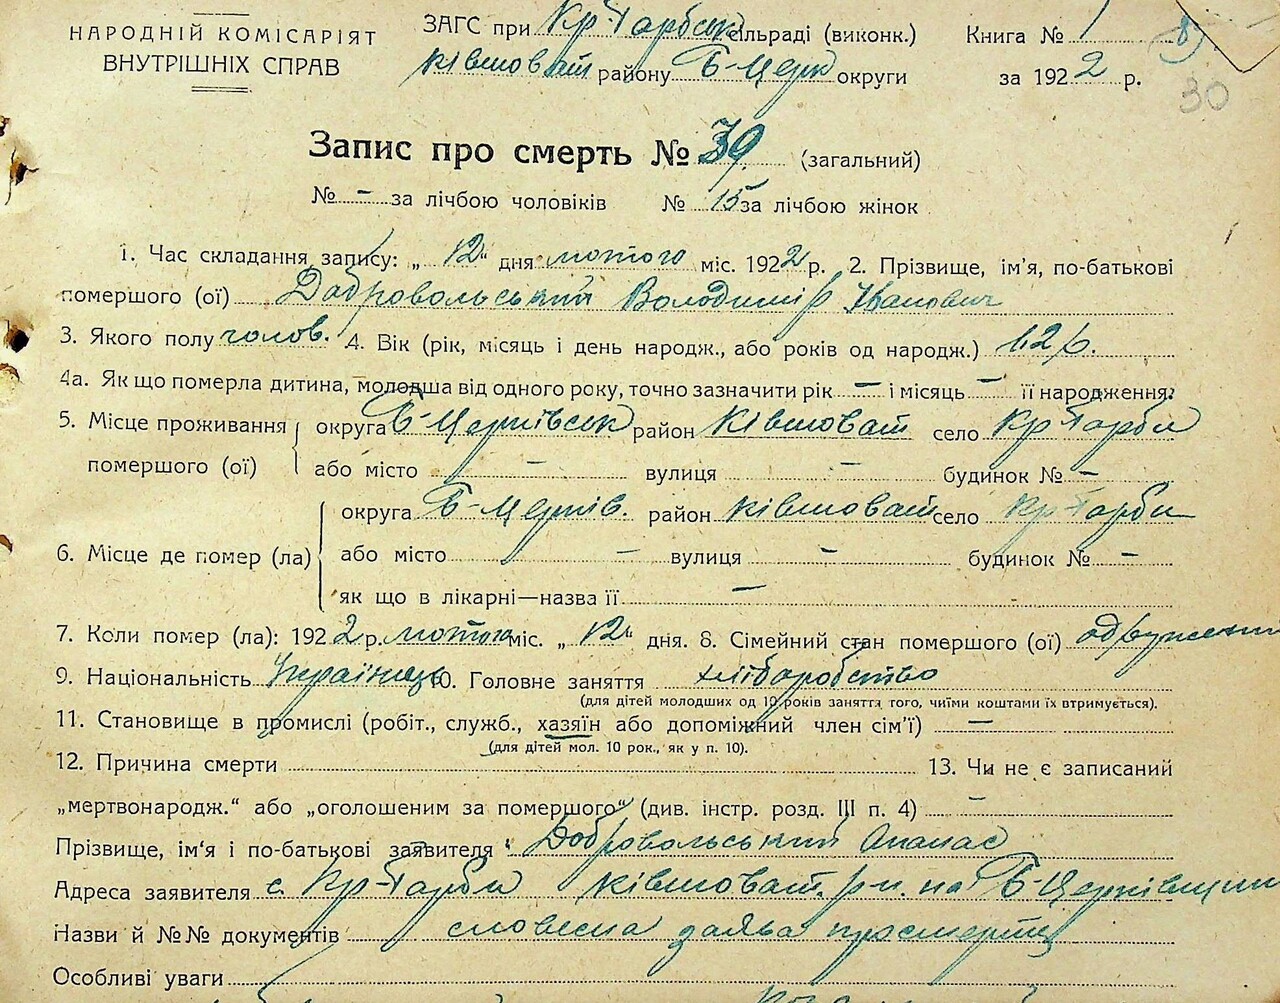 НАРОДНІЙ КОМІСАРІЯТ
ВНУТРІШНІХ СПРАВ
ЗАГС при Кр-Гарбськ сільраді (виконк.) Книга № 1
ківшоват району Б-Церк округи за 1922 р.
8
30
Запис про смерть № 39 (загальний)
№ – за лічбою чоловіків № 15 за лічбою жінок
1. Час складання запису: „12“ дня лютого міс. 1922 р. 2. Прізвище, ім'я, по-батькові
помершого (ої) Добровольський Володимір Іванович
3. Якого полу чолов. 4. Вік (рік, місяць і день народж., або років од народж.) 42 р.
4а. Як що померла дитина, молодша від одного року, точно зазначити рік – і місяць – її народження:
5. Місце проживання округа Б-Церківськ район Ківшоват село Кр Гарби
помершого (ої) або місто – вулиця – будинок № –
округа Б-Церків. район ківшоват село Кр Гарби
6. Місце де помер (ла) або місто – вулиця – будинок № –
як що в лікарні—назва її –
7. Коли помер (ла): 1922 р. лютого міс. „12“ дня. 8. Сімейний стан помершого (ої) одружений
9. Національність Українець 10. Головне заняття хліборобство
(для дітей молодших од 10 років заняття того, чиїми коштами їх втримується).
11. Становище в промислі (робіт., служб., хазяїн або допоміжний член сім'ї) –
(для дітей мол. 10 рок., як у п. 10).
12. Причина смерти 13. Чи не є записаний
„мертвонародж.“ або „оголошеним за помершого“ (див. інстр. розд. III п. 4) –
Прізвище, ім'я і по-батькові заявителя Добровольський Опанас
Адреса заявителя с. Кр-Гарби ківшоват. р-н. на Б-Церківщині
Назви й №№ документів словесна заява про смерть
Особливі уваги